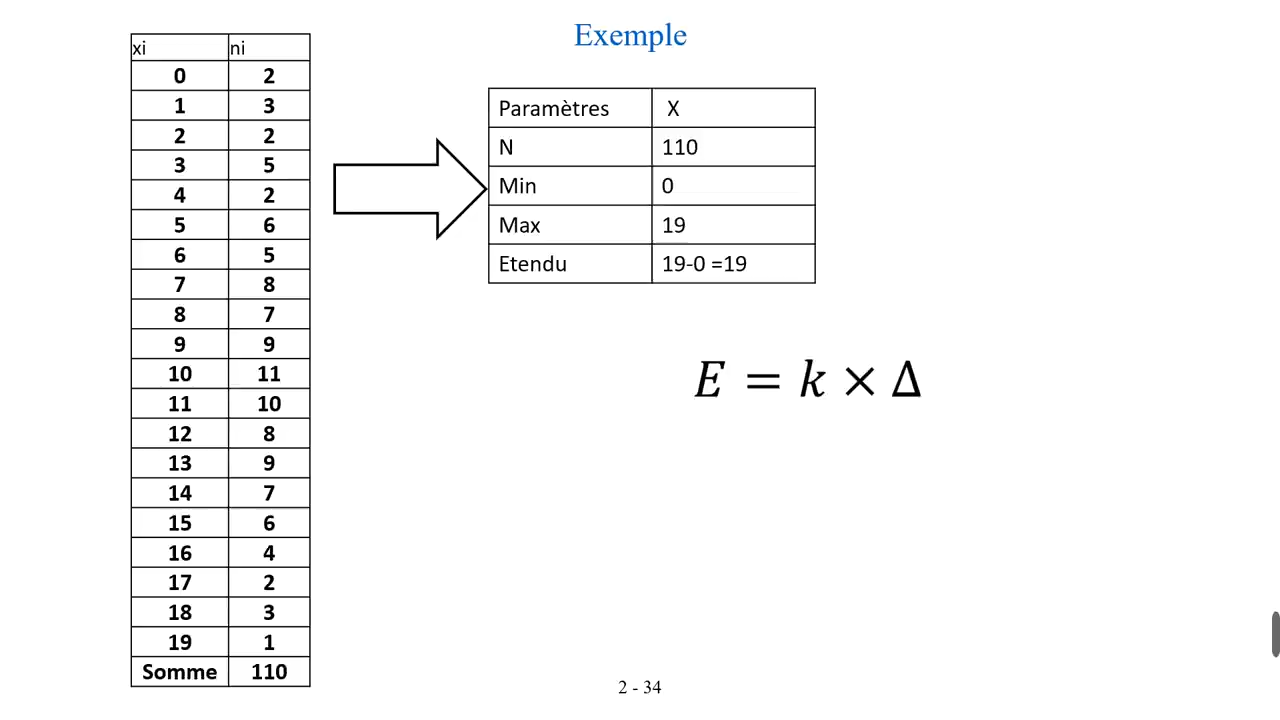 Exemple
xi ni
0 2
1 3
2 2
3 5
4 2
5 6
6 5
7 8
8 7
9 9
10 11
11 10
12 8
13 9
14 7
15 6
16 4
17 2
18 3
19 1
Somme 110
Paramètres X
N 110
Min 0
Max 19
Etendu 19-0 =19
E = k × Δ
2 - 34